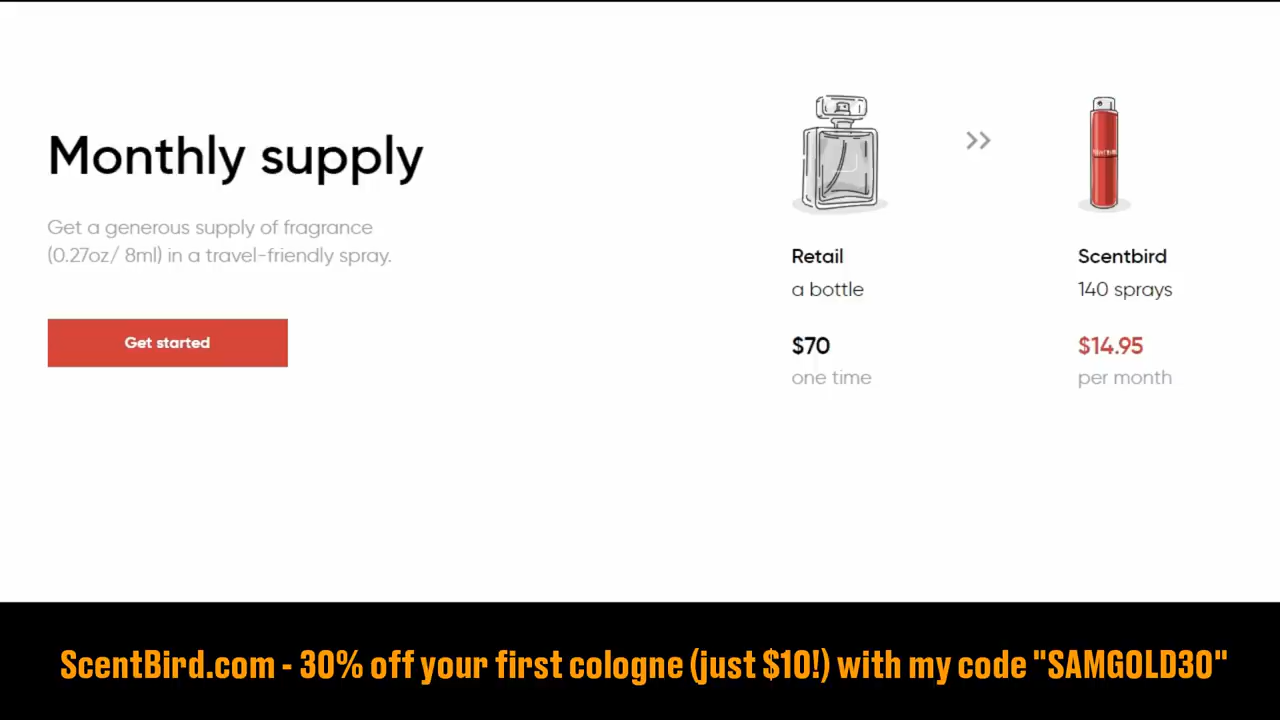 Monthly supply
Get a generous supply of fragrance
(0.27oz/ 8ml) in a travel-friendly spray.
Get started
Retail
a bottle
$70
one time
Scentbird
140 sprays
$14.95
per month
ScentBird.com - 30% off your first cologne (just $10!) with my code "SAMGOLD30"